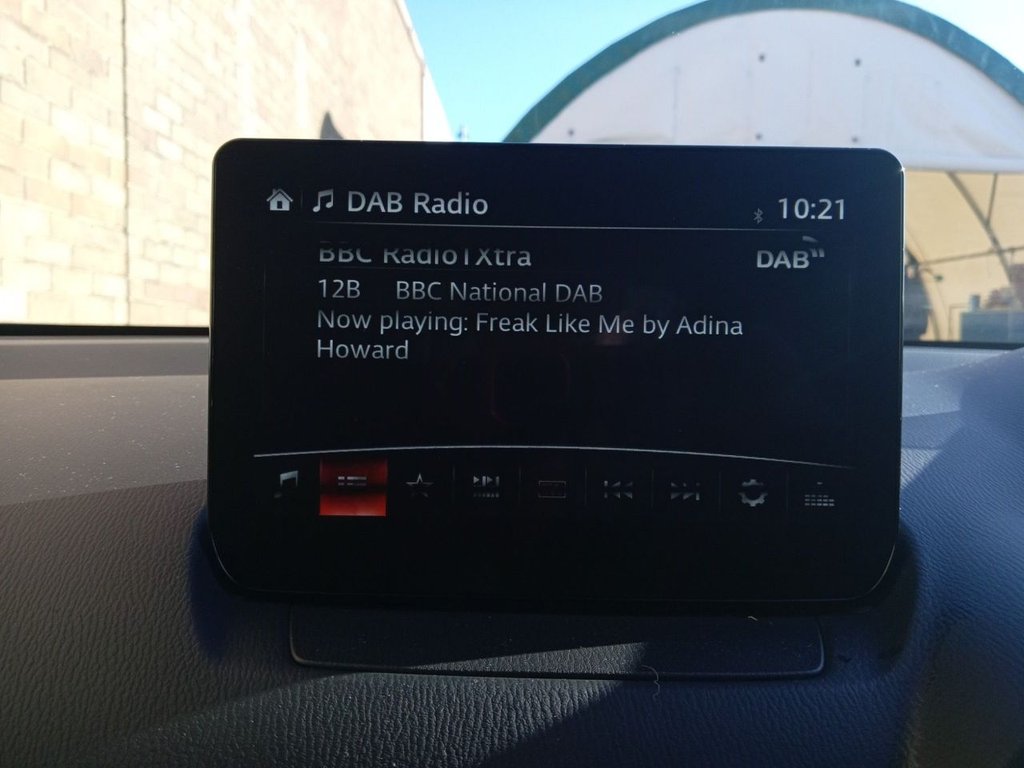 DAB Radio 10:21
BBC Radio1Xtra DAB
12B BBC National DAB
Now playing: Freak Like Me by Adina
Howard